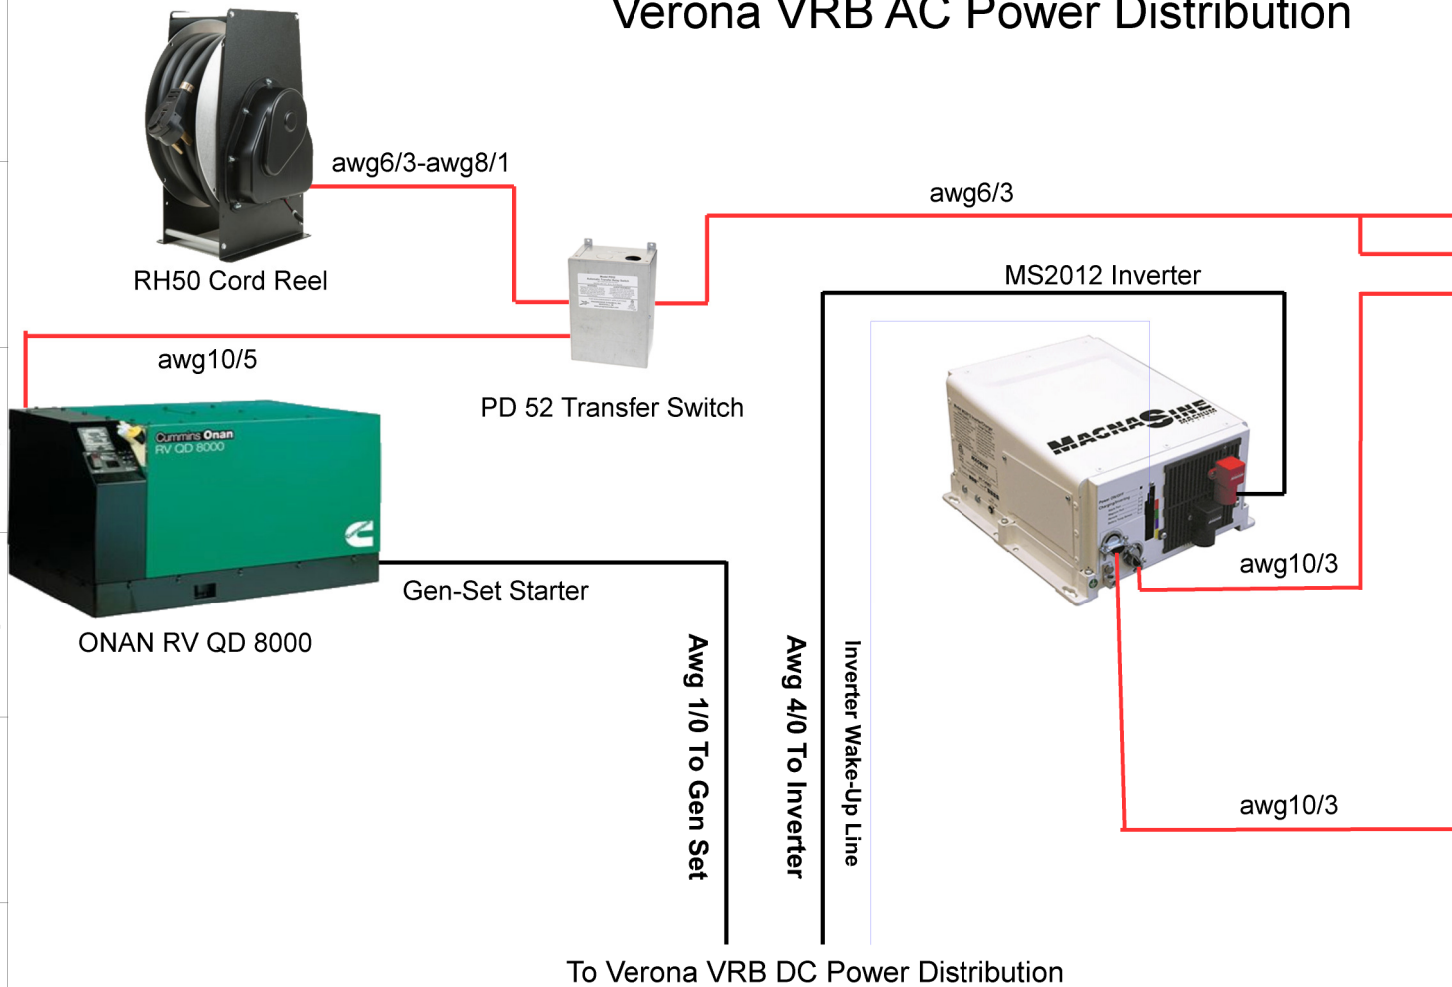 Verona VRB AC Power Distribution
awg6/3-awg8/1
awg6/3
RH50 Cord Reel
MS2012 Inverter
awg10/5
PD 52 Transfer Switch
MAGNASINE
MAGNUM
Cummins Onan
RV QD 8000
awg10/3
Gen-Set Starter
ONAN RV QD 8000
Awg 1/0 To Gen Set
Awg 4/0 To Inverter
Inverter Wake-Up Line
awg10/3
To Verona VRB DC Power Distribution